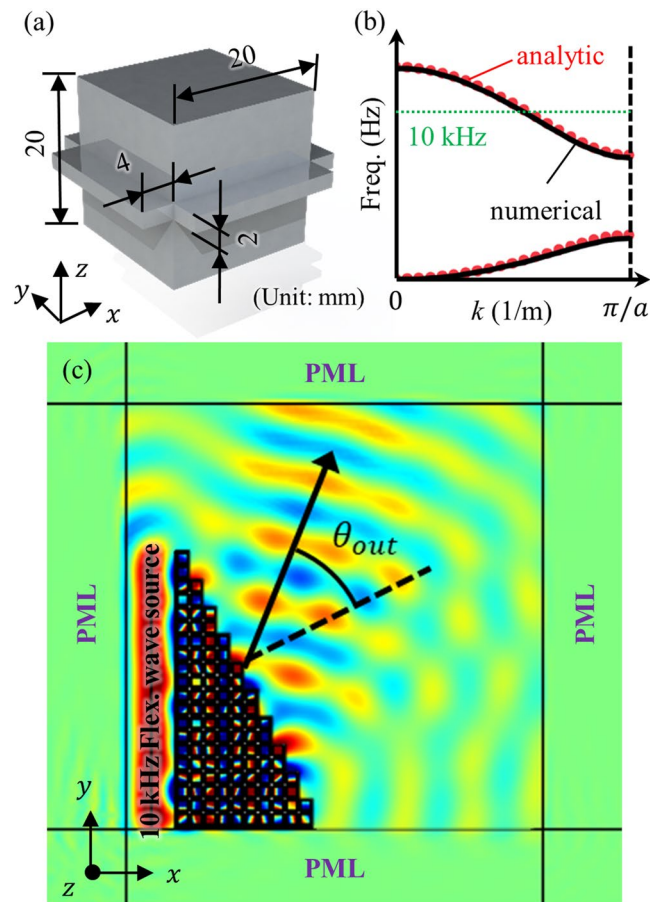 (a)
20
20
4
2
z
y
x
(Unit: mm)
(b)
Freq. (Hz)
analytic
10 kHz
numerical
0
k (1/m)
π/a
(c)
PML
PML
10 kHz Flex. wave source
θout
PML
y
z
x
PML